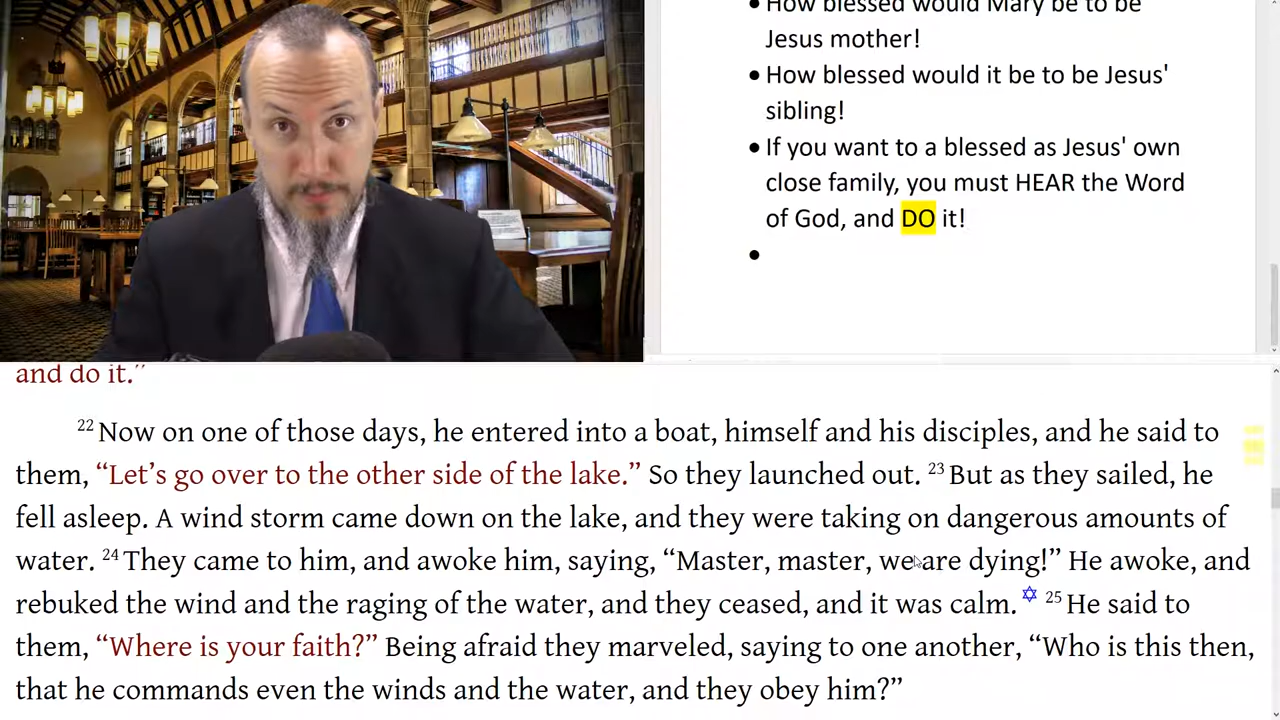 • How blessed would Mary be to be
Jesus mother!
• How blessed would it be to be Jesus'
sibling!
• If you want to a blessed as Jesus' own
close family, you must HEAR the Word
of God, and DO it!
•
and do it.”
22 Now on one of those days, he entered into a boat, himself and his disciples, and he said to
them, “Let’s go over to the other side of the lake.” So they launched out. 23 But as they sailed, he
fell asleep. A wind storm came down on the lake, and they were taking on dangerous amounts of
water. 24 They came to him, and awoke him, saying, “Master, master, we are dying!” He awoke, and
rebuked the wind and the raging of the water, and they ceased, and it was calm. ✡ 25 He said to
them, “Where is your faith?” Being afraid they marveled, saying to one another, “Who is this then,
that he commands even the winds and the water, and they obey him?”